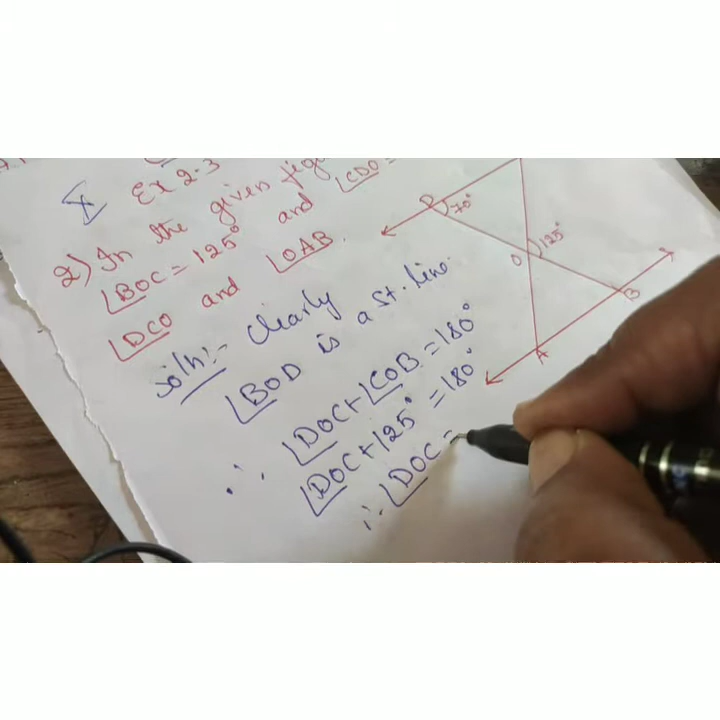 X Ex 2.3
2) In the given figu
∠BOC = 125° and ∠CDO =
∠DCO and ∠OAB.
Soln:- Clearly
∠BOD is a st. line.
∴ ∠DOC + ∠COB = 180°
∠DOC + 125° = 180°
∴ ∠DOC =
D
70°
O
125°
B
A